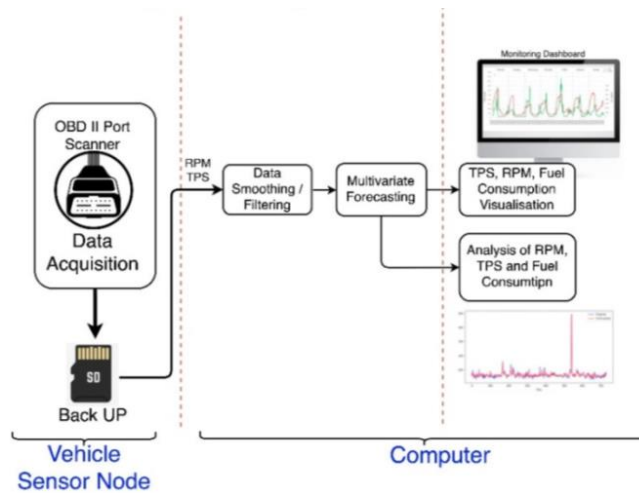 Monitoring Dashboard
OBD II Port
Scanner
Data
Acquisition
RPM
TPS
Data
Smoothing /
Filtering
Multivariate
Forecasting
TPS, RPM, Fuel
Consumption
Visualisation
Analysis of RPM,
TPS and Fuel
Consumtipn
SD
Back UP
Vehicle
Sensor Node
Computer